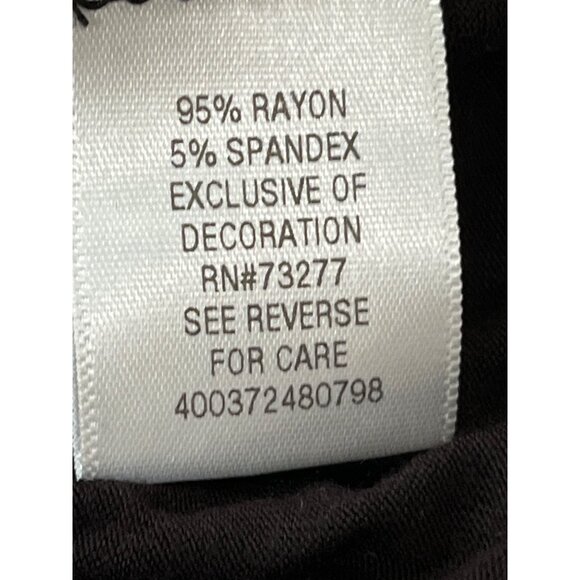 95% RAYON
5% SPANDEX
EXCLUSIVE OF
DECORATION
RN#73277
SEE REVERSE
FOR CARE
400372480798